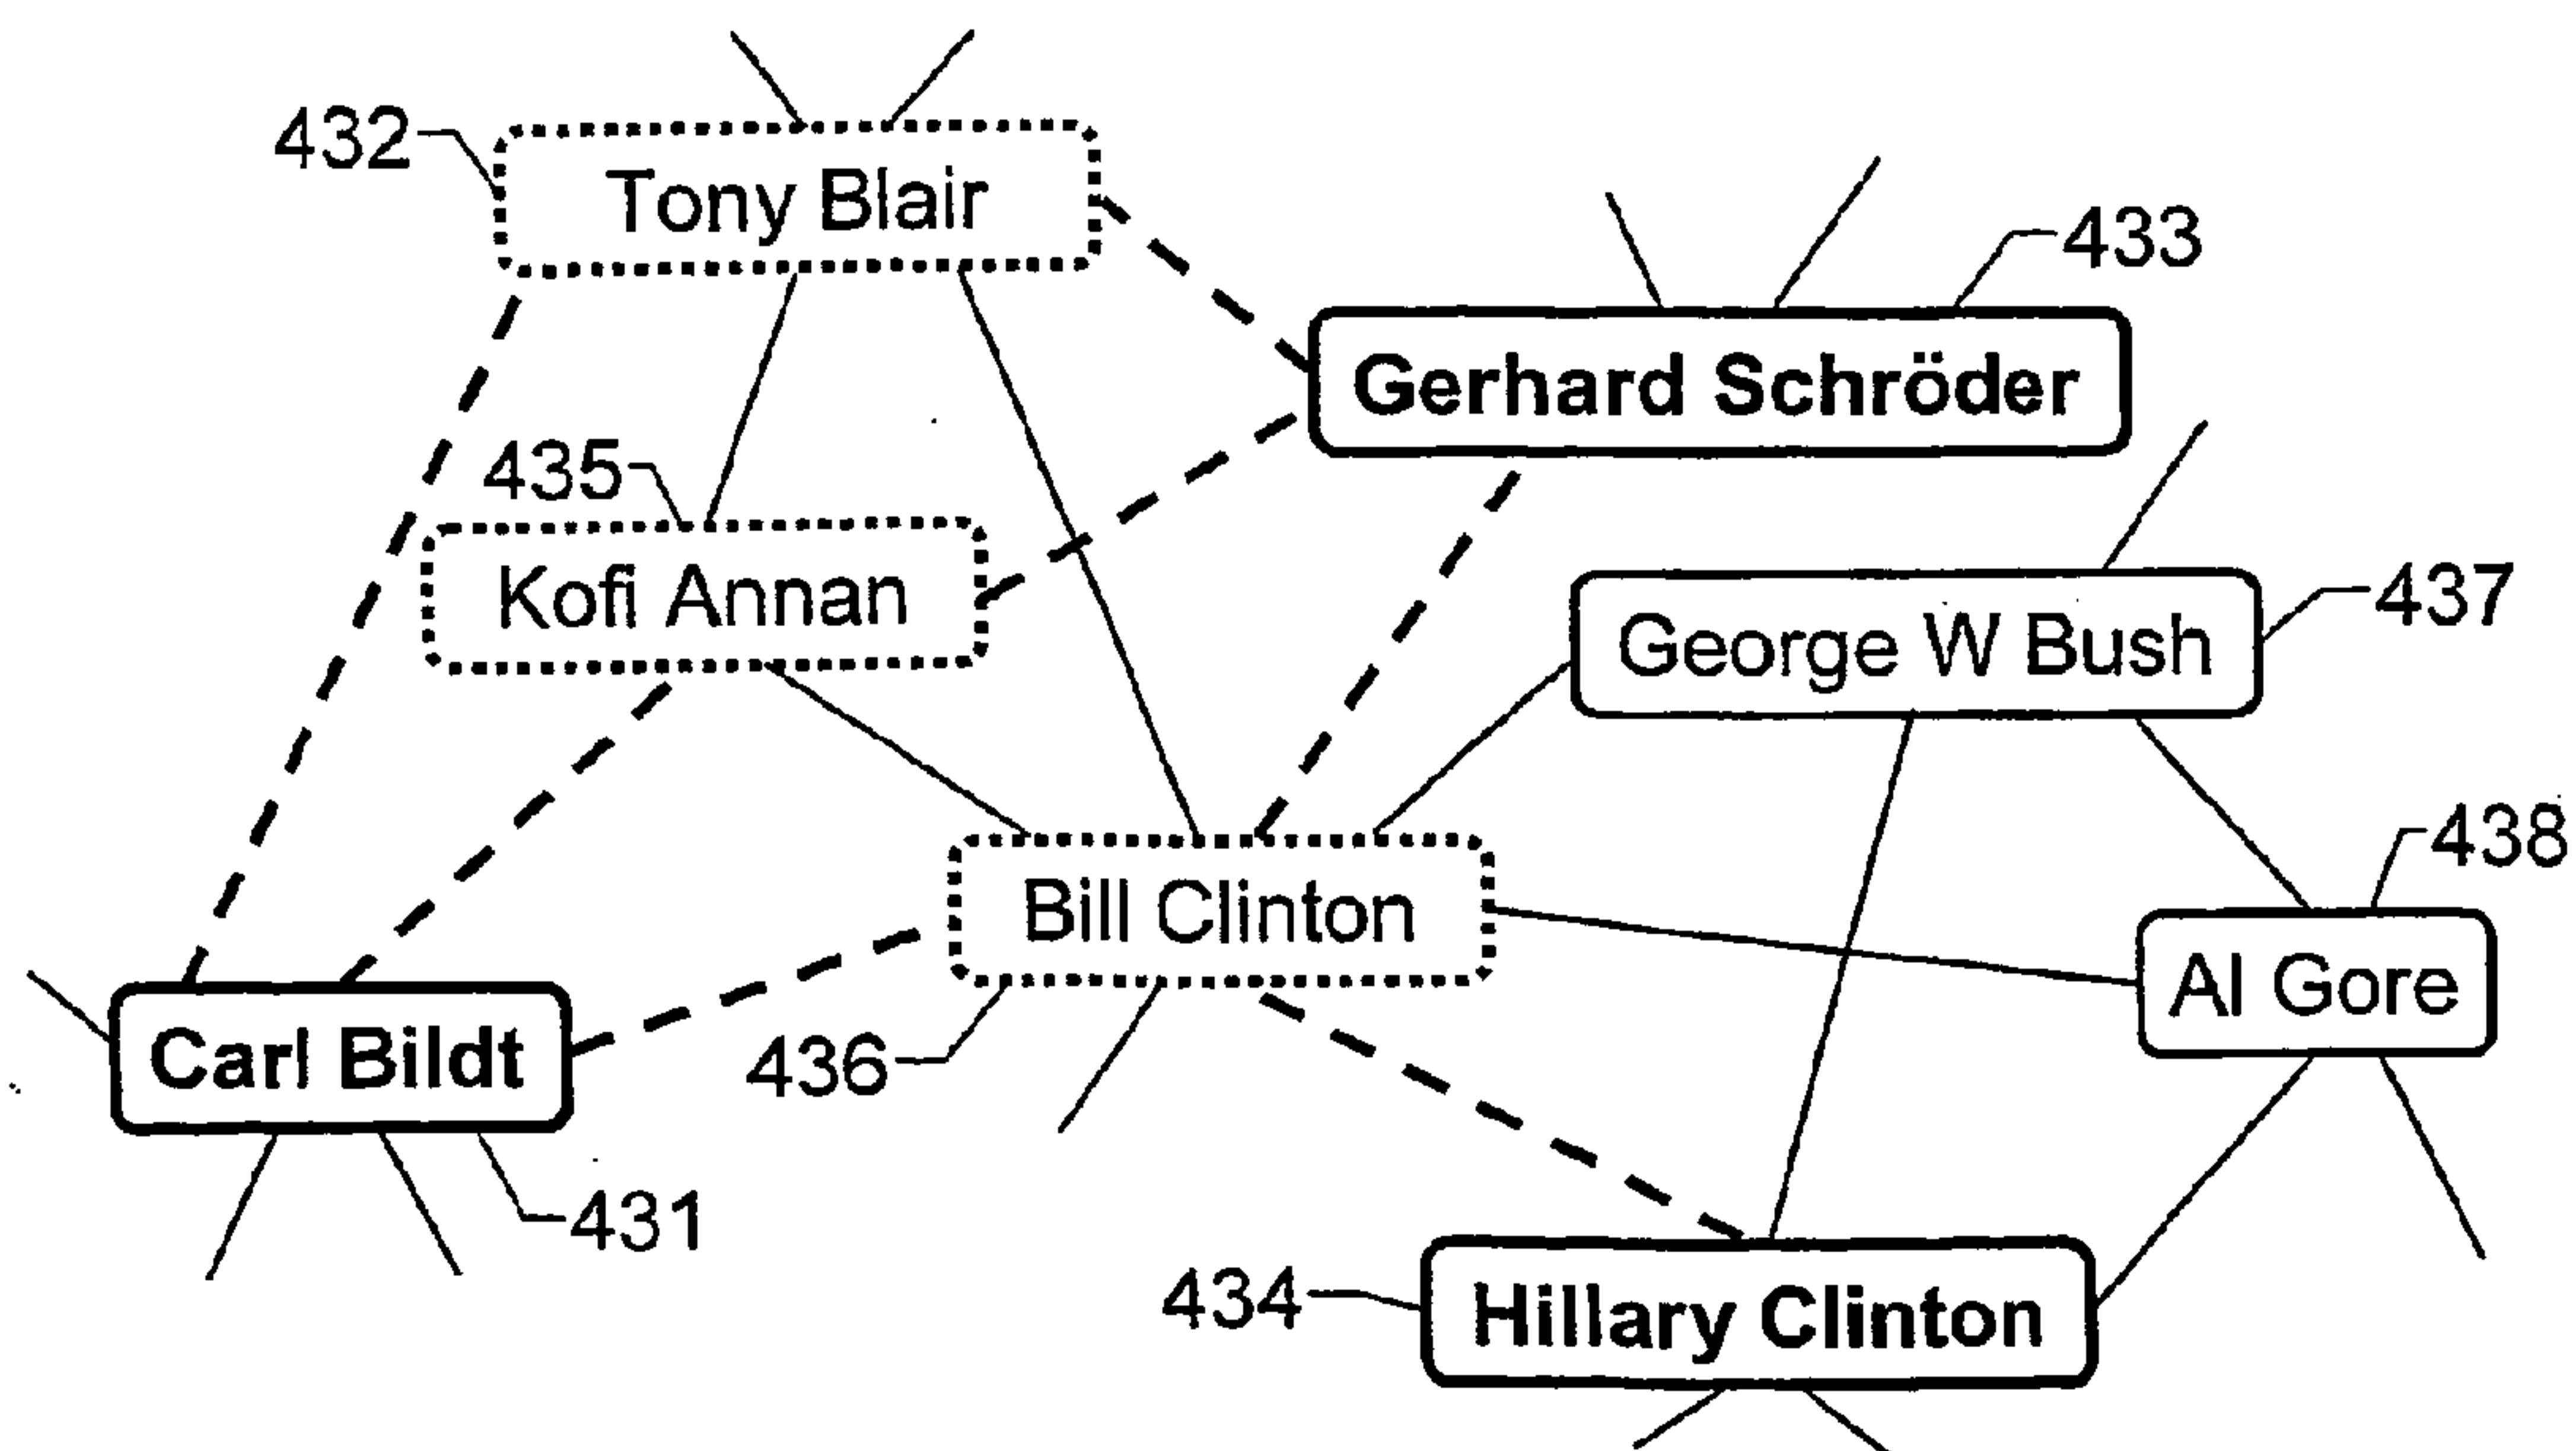 432
Tony Blair
433
Gerhard Schröder
435
Kofi Annan
George W Bush
437
438
Bill Clinton
Al Gore
Carl Bildt
436
431
434
Hillary Clinton